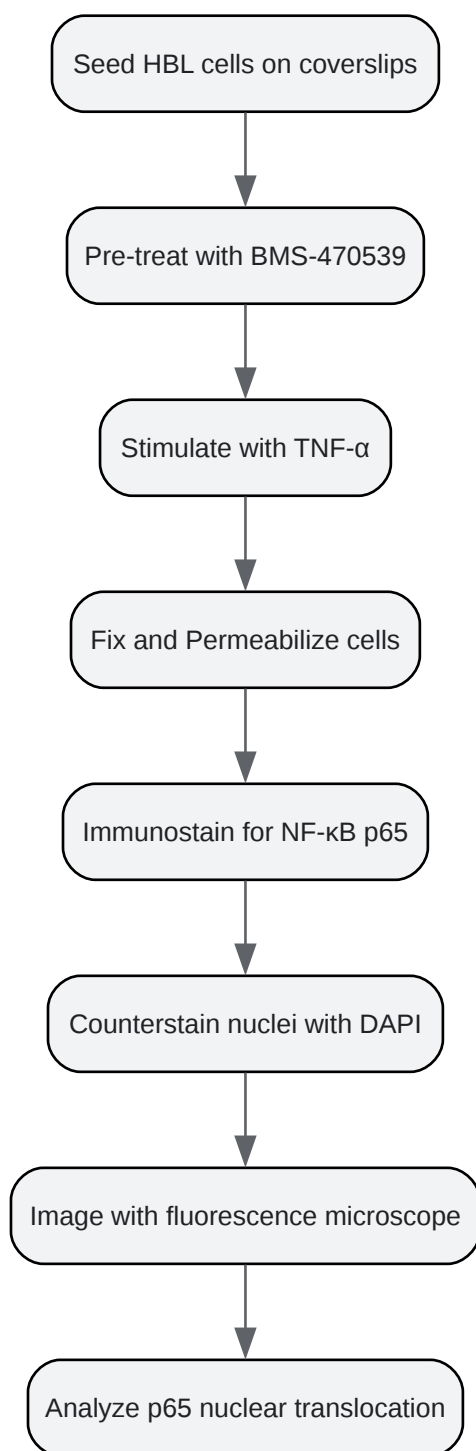 Seed HBL cells on coverslips
Pre-treat with BMS-470539
Stimulate with TNF-α
Fix and Permeabilize cells
Immunostain for NF-κB p65
Counterstain nuclei with DAPI
Image with fluorescence microscope
Analyze p65 nuclear translocation